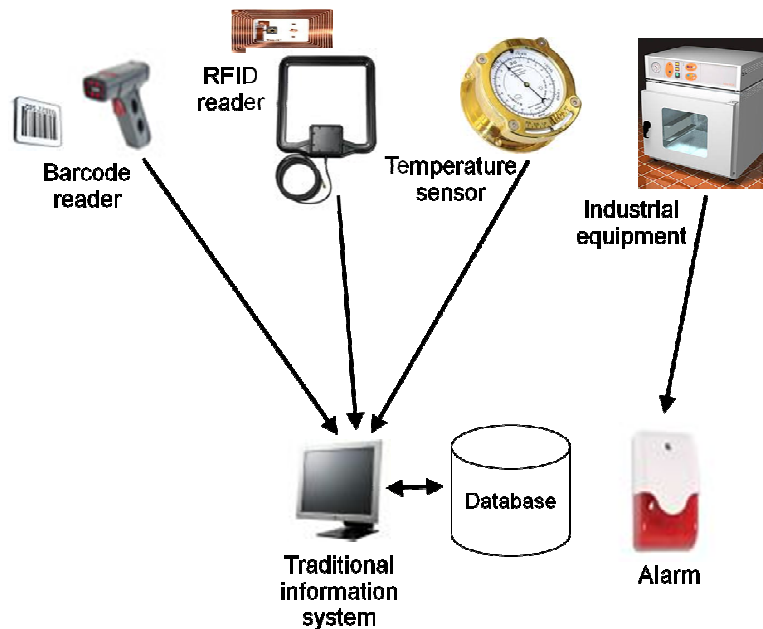 RFID
reader
Barcode
reader
Temperature
sensor
Industrial
equipment
Database
Traditional
information
system
Alarm